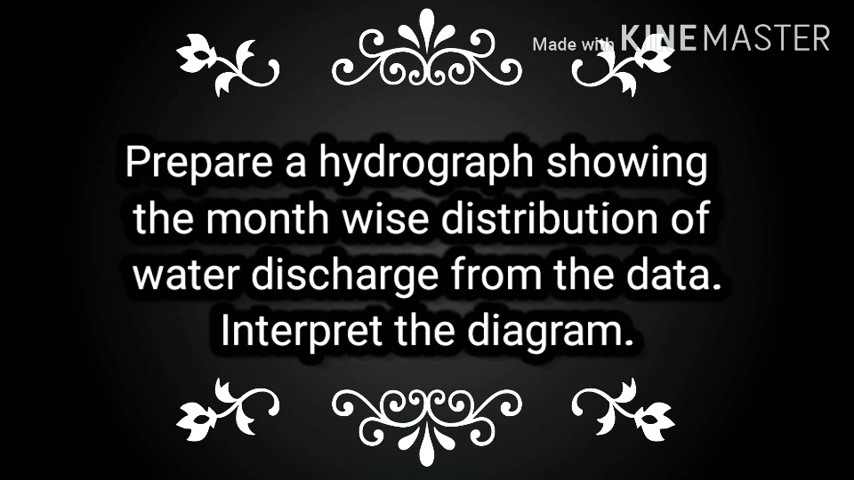 Made with KINEMASTER
Prepare a hydrograph showing
the month wise distribution of
water discharge from the data.
Interpret the diagram.